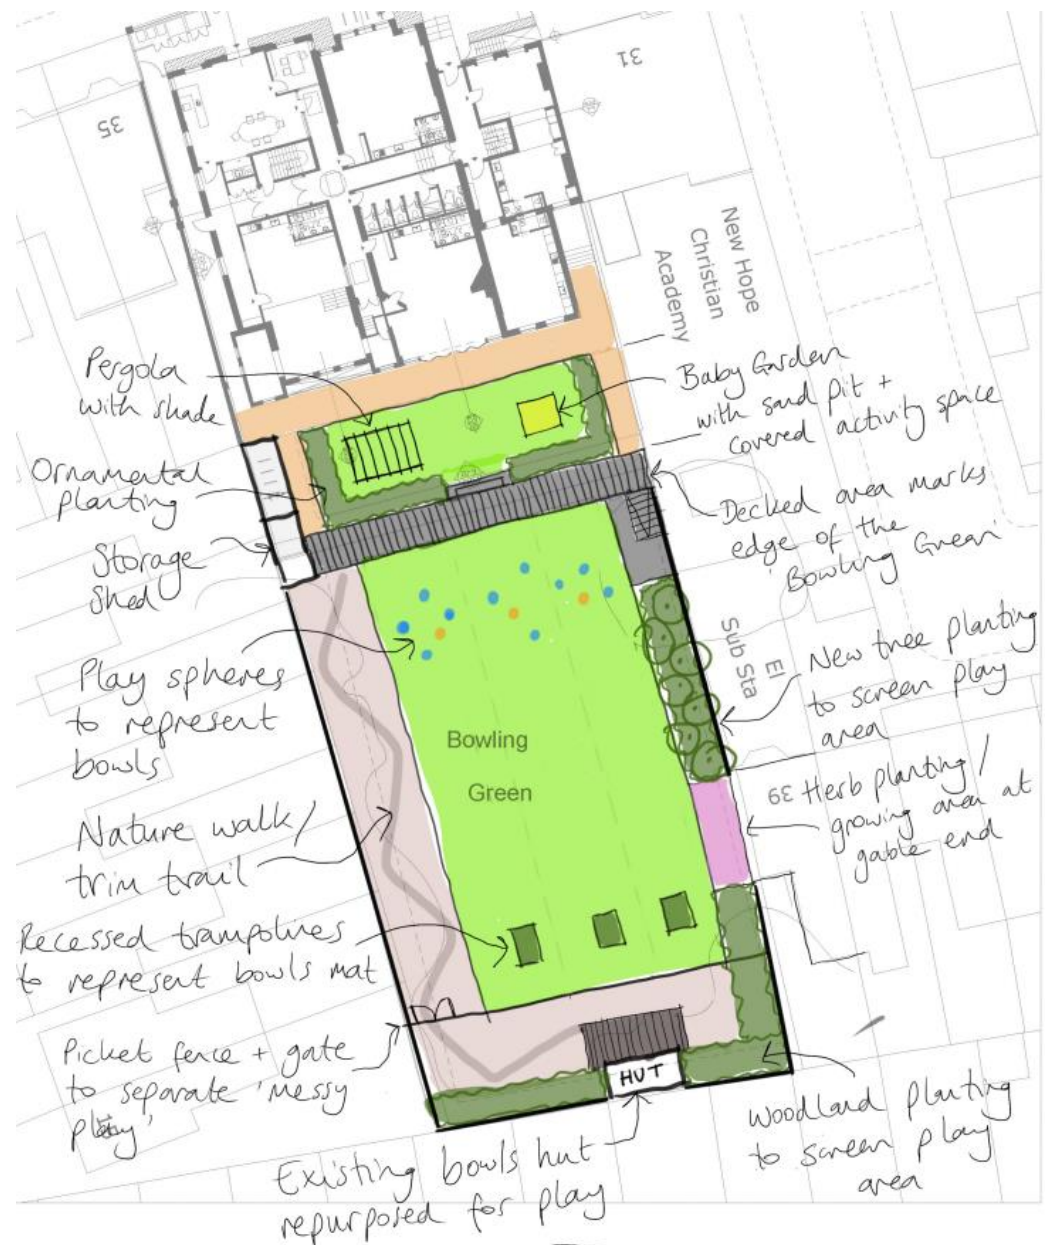 35
31
New Hope
Christian
Academy
Pergola
with shade
Baby Garden
with sand pit +
covered activity space
Ornamental
planting
Decked area marks
edge of the
'Bowling Green'
Storage
Shed
El
Sub Sta
New tree planting
to screen play
area
Play spheres
to represent
bowls
Bowling
Green
39
Herb planting /
growing area at
gable end
Nature walk/
trim trail
Recessed trampolines
to represent bowls mat
Picket fence + gate
to separate 'messy
play'
HUT
Woodland planting
to screen play
area
Existing bowls hut
repurposed for play